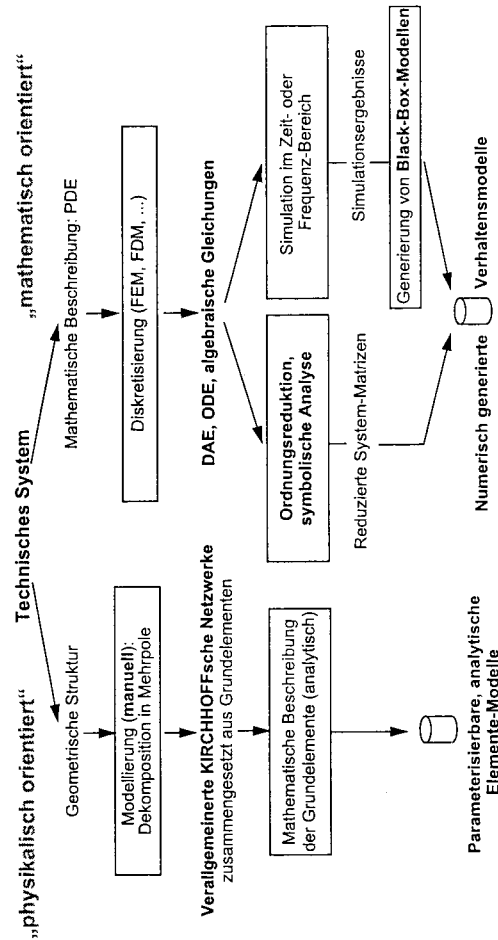 „physikalisch orientiert“
Technisches System
„mathematisch orientiert“
Geometrische Struktur
Modellierung (manuell):
Dekomposition in Mehrpole
Verallgemeinerte KIRCHHOFFsche Netzwerke
zusammengesetzt aus Grundelementen
Mathematische Beschreibung
der Grundelemente (analytisch)
Parameterisierbare, analytische
Elemente-Modelle
Mathematische Beschreibung: PDE
Diskretisierung (FEM, FDM, ...)
DAE, ODE, algebraische Gleichungen
Ordnungsreduktion,
symbolische Analyse
Reduzierte System-Matrizen
Simulation im Zeit- oder
Frequenz-Bereich
Simulationsergebnisse
Generierung von Black-Box-Modellen
Numerisch generierte Verhaltensmodelle